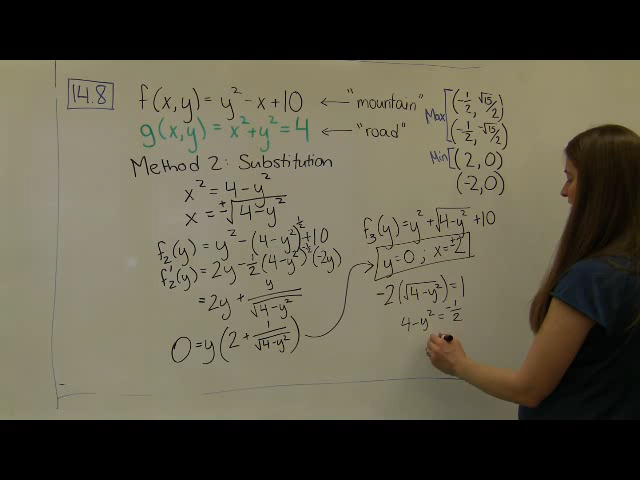 14.8
f(x,y) = y² - x + 10 ← "mountain"
g(x,y) = x² + y² = 4 ← "road"
Max [ (-1/2, √15/2)
(-1/2, -√15/2)
Min [ (2, 0)
(-2, 0)
Method 2: Substitution
x² = 4 - y²
x = ±√(4 - y²)
f₂(y) = y² - (4 - y²)^½ + 10
f₂'(y) = 2y - ½(4 - y²)^-½ (-2y)
= 2y + y/√(4 - y²)
0 = y(2 + 1/√(4 - y²))
f₃(y) = y² + √(4 - y²) + 10
y = 0 ; x = ±2
-2(√(4 - y²)) = 1
4 - y² = -1/2